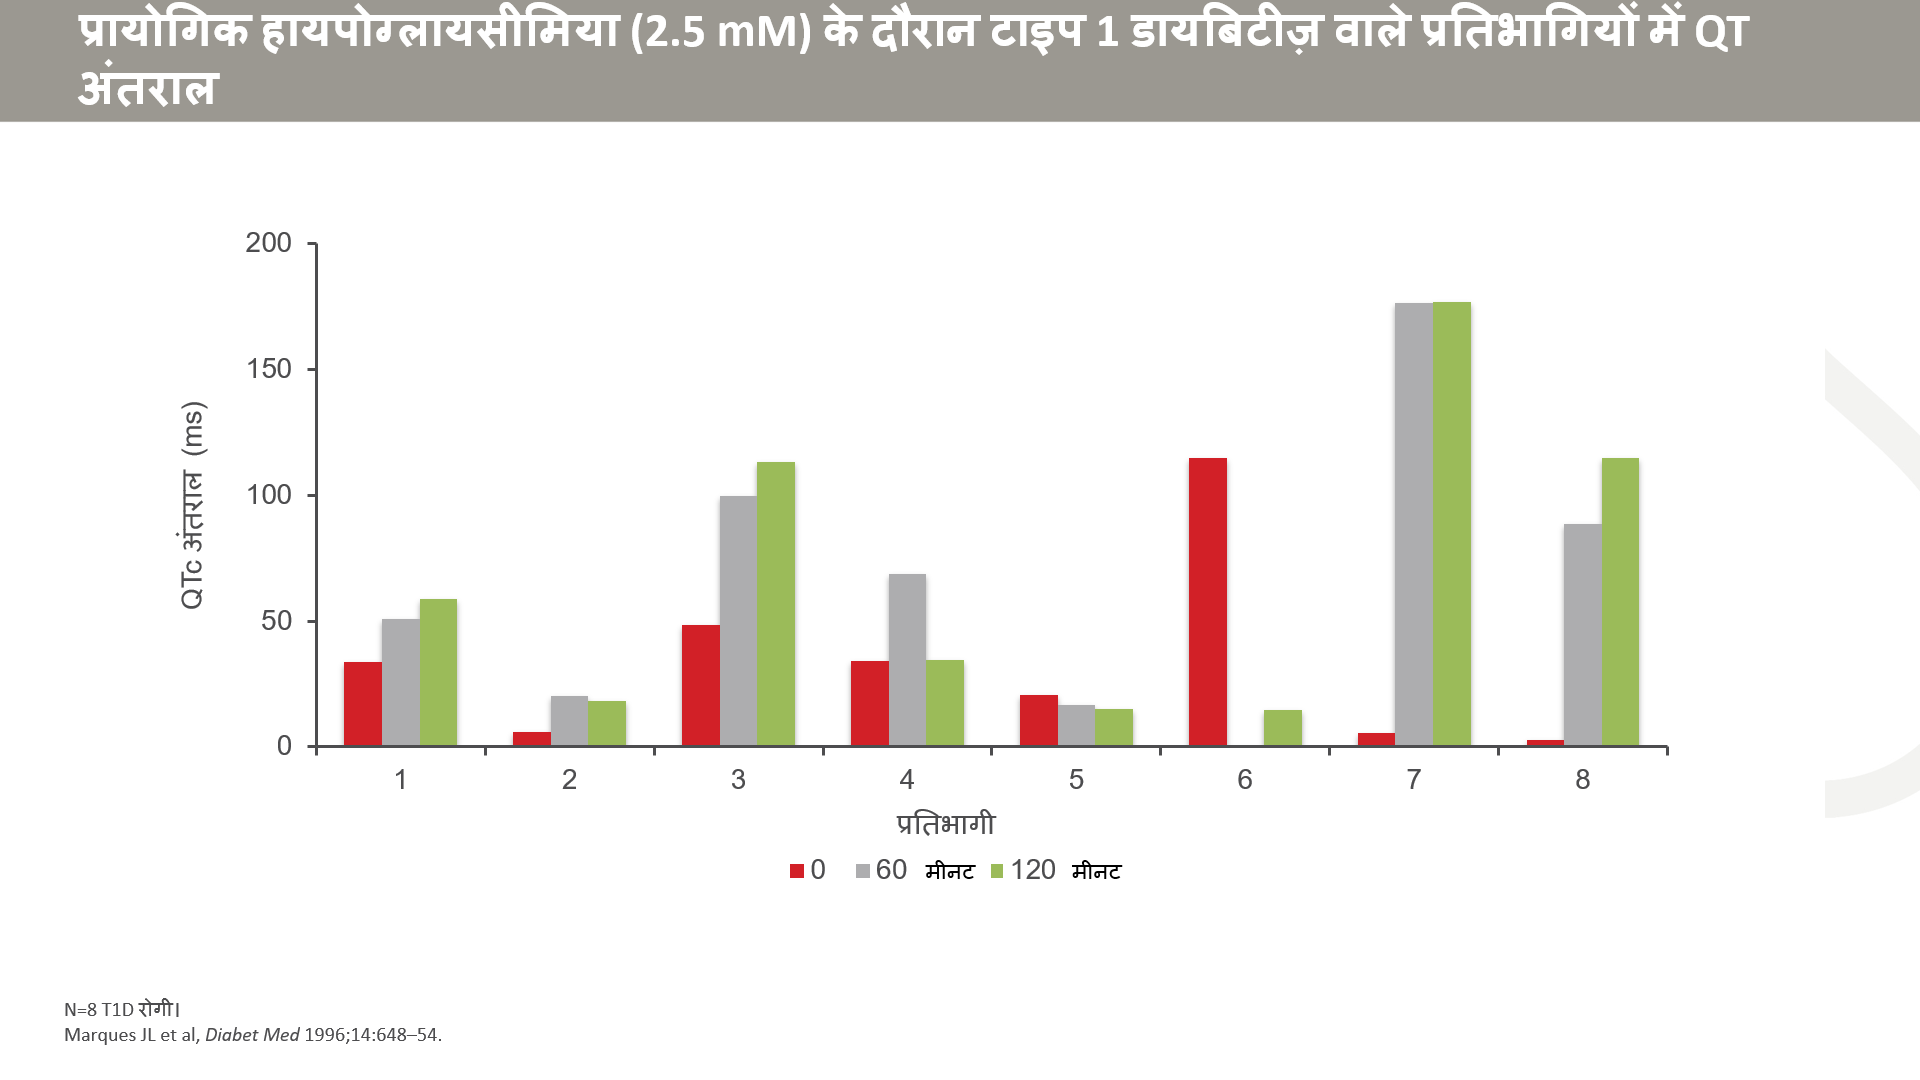 प्रायोगिक हायपोग्लायसीमिया (2.5 mM) के दौरान टाइप 1 डायबिटीज़ वाले प्रतिभागियों में QT
अंतराल
200
150
100
50
0
QTc अंतराल (ms)
1 2 3 4 5 6 7 8
प्रतिभागी
0 60 मीनट 120 मीनट
N=8 T1D रोगी।
Marques JL et al, Diabet Med 1996;14:648–54.